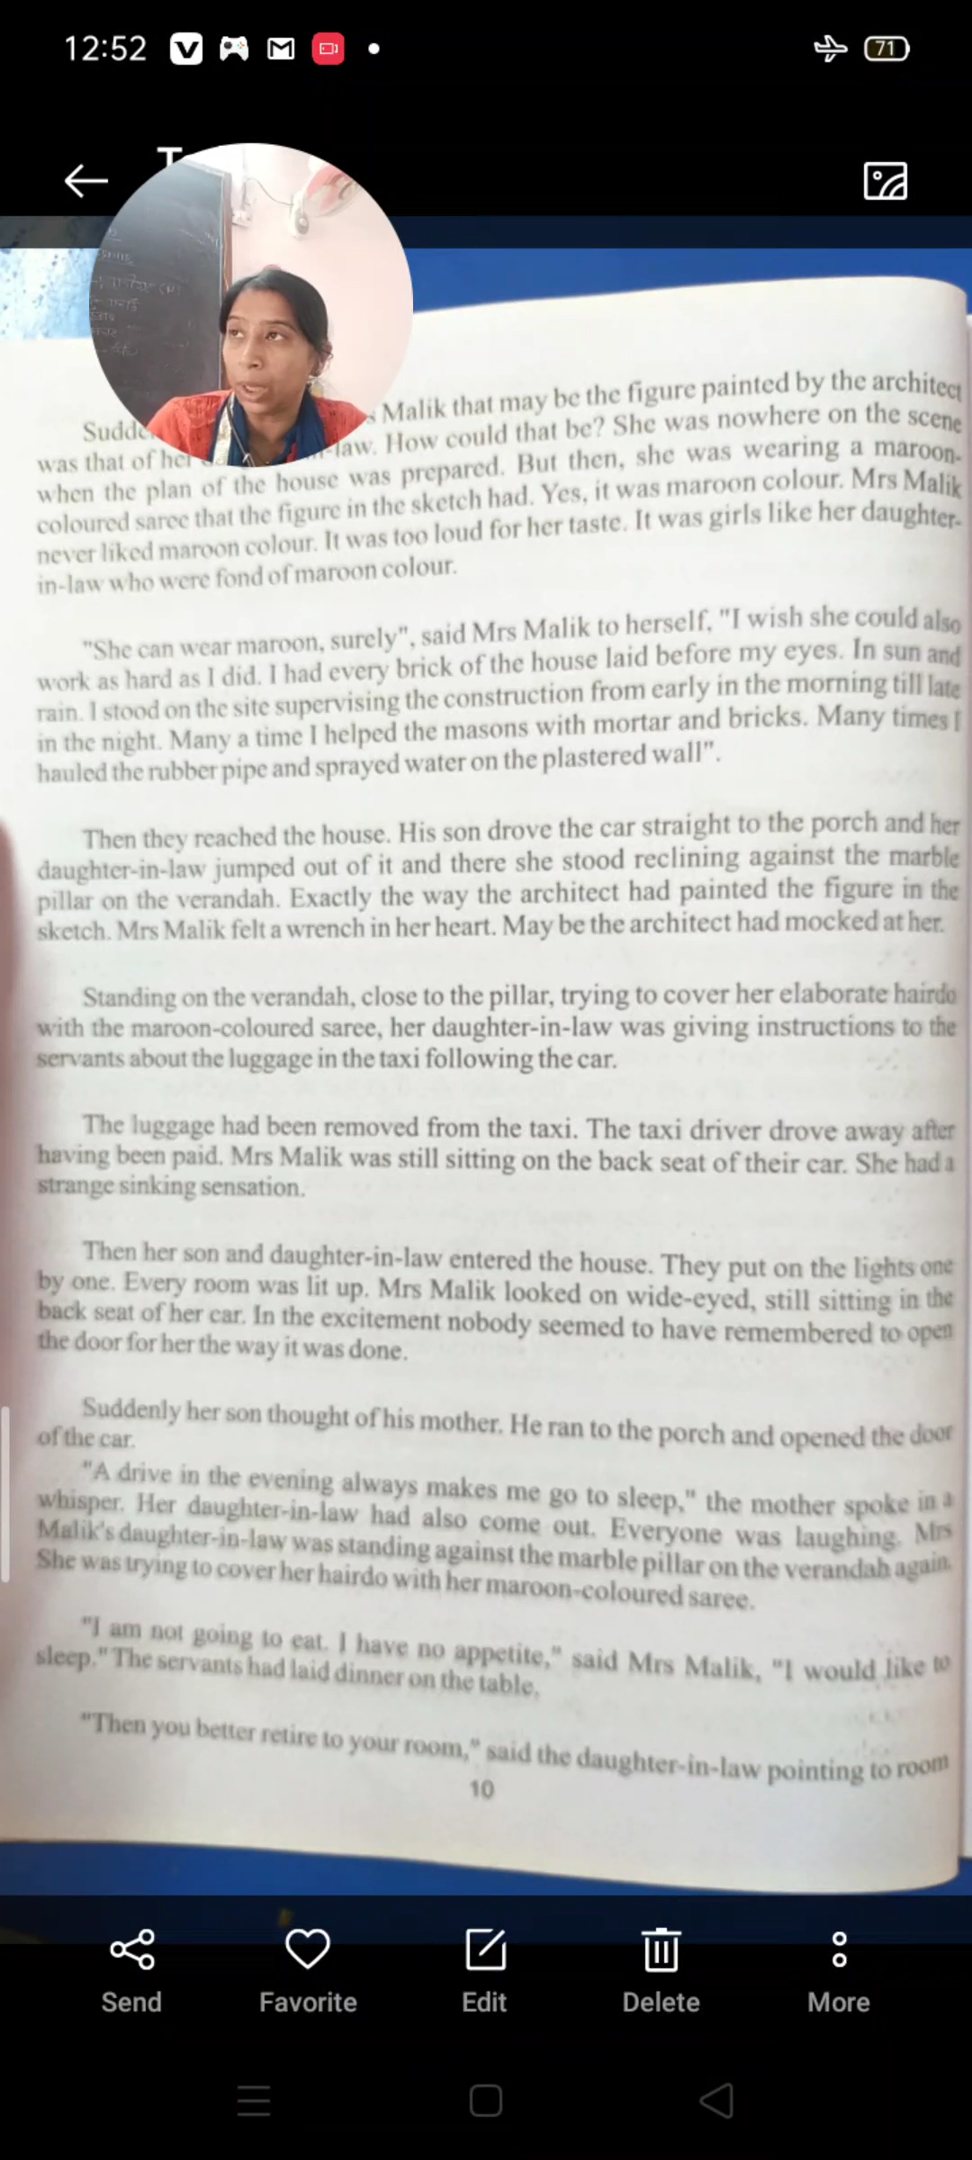 12:52
71
Malik that may be the figure painted by the architect
was that of her -law. How could that be? She was nowhere on the scene
when the plan of the house was prepared. But then, she was wearing a maroon-
coloured saree that the figure in the sketch had. Yes, it was maroon colour. Mrs Malik
never liked maroon colour. It was too loud for her taste. It was girls like her daughter-
in-law who were fond of maroon colour.
"She can wear maroon, surely", said Mrs Malik to herself, "I wish she could also
work as hard as I did. I had every brick of the house laid before my eyes. In sun and
rain. I stood on the site supervising the construction from early in the morning till late
in the night. Many a time I helped the masons with mortar and bricks. Many times I
hauled the rubber pipe and sprayed water on the plastered wall".
Then they reached the house. His son drove the car straight to the porch and her
daughter-in-law jumped out of it and there she stood reclining against the marble
pillar on the verandah. Exactly the way the architect had painted the figure in the
sketch. Mrs Malik felt a wrench in her heart. May be the architect had mocked at her.
Standing on the verandah, close to the pillar, trying to cover her elaborate hairdo
with the maroon-coloured saree, her daughter-in-law was giving instructions to the
servants about the luggage in the taxi following the car.
The luggage had been removed from the taxi. The taxi driver drove away after
having been paid. Mrs Malik was still sitting on the back seat of their car. She had a
strange sinking sensation.
Then her son and daughter-in-law entered the house. They put on the lights one
by one. Every room was lit up. Mrs Malik looked on wide-eyed, still sitting in the
back seat of her car. In the excitement nobody seemed to have remembered to open
the door for her the way it was done.
Suddenly her son thought of his mother. He ran to the porch and opened the door
of the car.
"A drive in the evening always makes me go to sleep," the mother spoke in a
whisper. Her daughter-in-law had also come out. Everyone was laughing. Mrs
Malik's daughter-in-law was standing against the marble pillar on the verandah again.
She was trying to cover her hairdo with her maroon-coloured saree.
"I am not going to eat. I have no appetite," said Mrs Malik, "I would like to
sleep." The servants had laid dinner on the table.
"Then you better retire to your room," said the daughter-in-law pointing to room
10
Send Favorite Edit Delete More